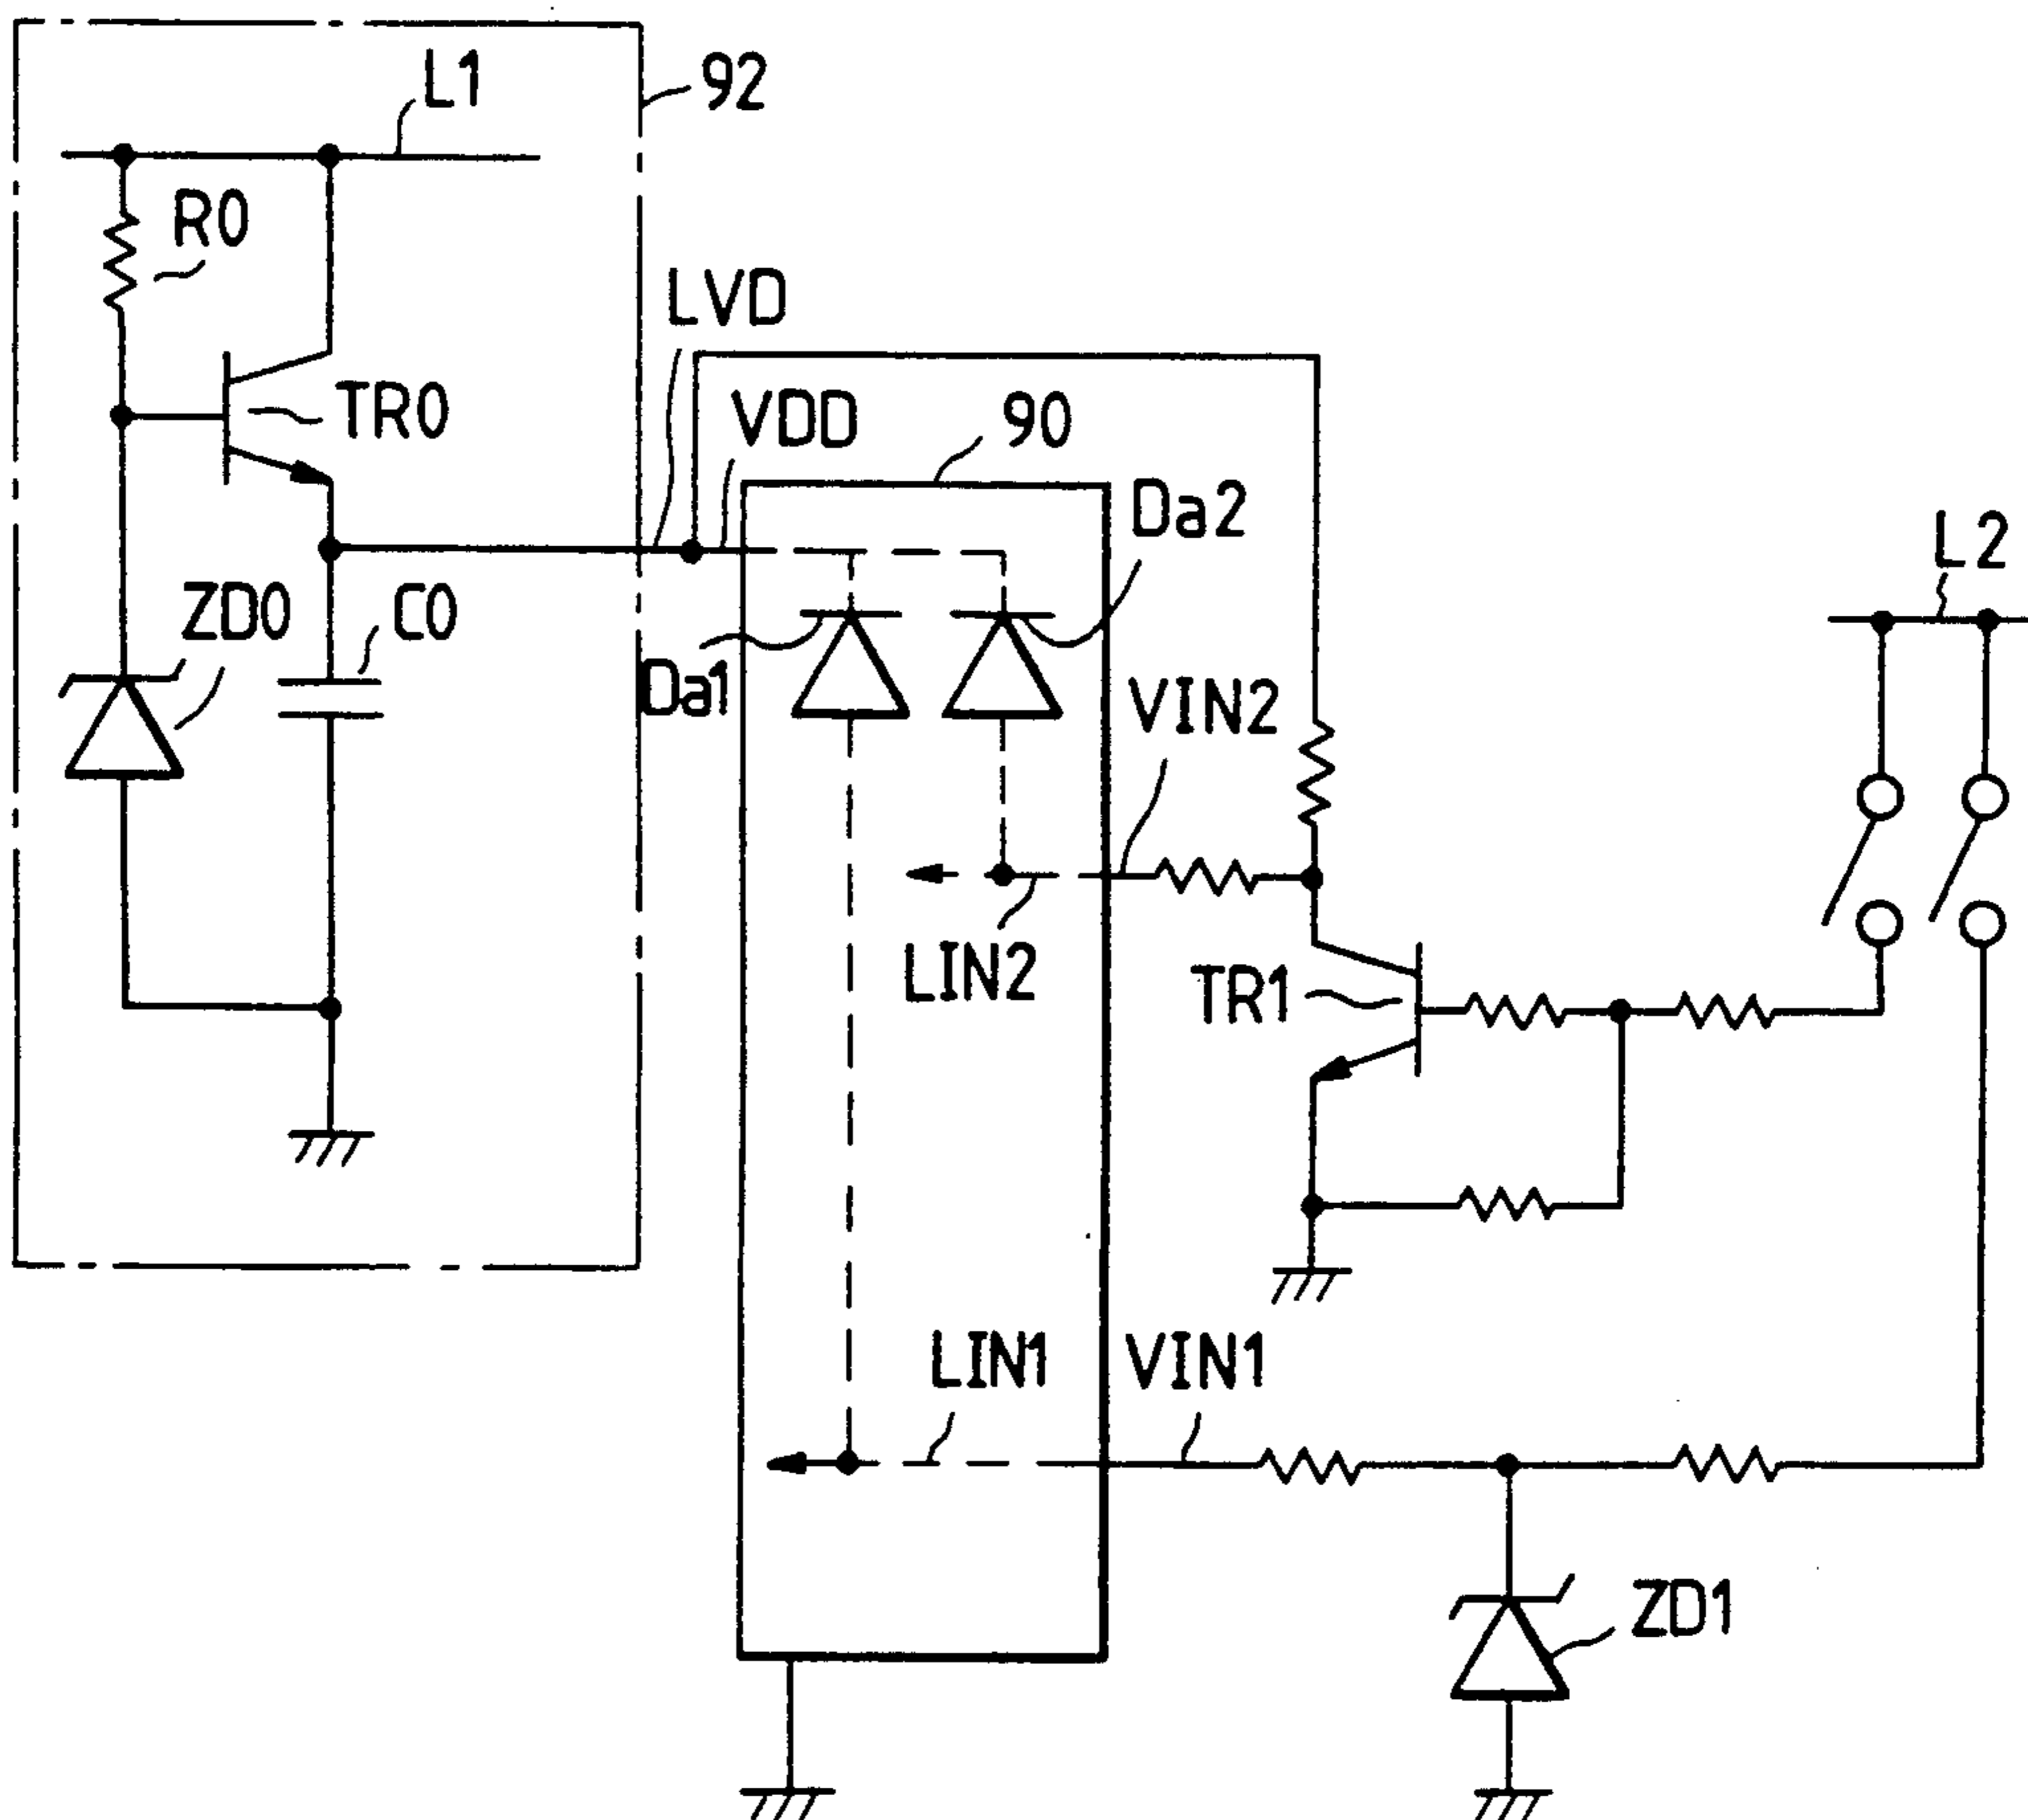 L1
92
R0
LVD
TR0
VDD
90
Da2
L2
ZD0
C0
Da1
VIN2
LIN2
TR1
LIN1
VIN1
ZD1